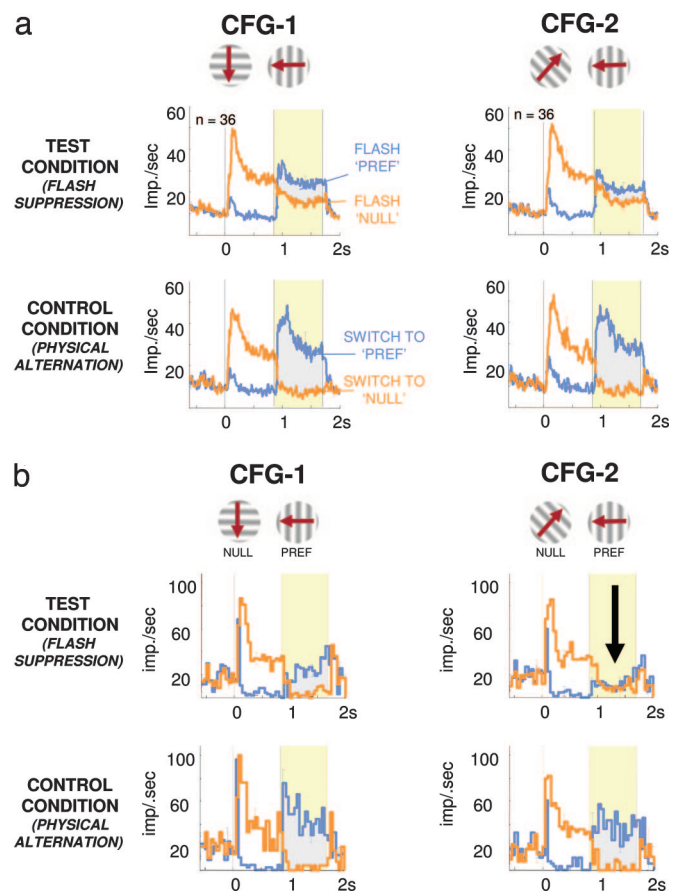 a
CFG-1
CFG-2
TEST
CONDITION
(FLASH
SUPPRESSION)
Imp./sec
60
40
20
n = 36
FLASH
'PREF'
FLASH
'NULL'
0 1 2s
60
40
20
n = 36
Imp./sec
0 1 2s
CONTROL
CONDITION
(PHYSICAL
ALTERNATION)
Imp./sec
60
40
20
SWITCH TO
'PREF'
SWITCH TO
'NULL'
0 1 2s
Imp./sec
60
40
20
0 1 2s
b
CFG-1
CFG-2
NULL PREF
NULL PREF
TEST
CONDITION
(FLASH
SUPPRESSION)
imp./sec
100
60
20
0 1 2s
imp./sec
100
60
20
0 1 2s
CONTROL
CONDITION
(PHYSICAL
ALTERNATION)
imp/.sec
100
60
20
0 1 2s
imp/.sec
100
60
20
0 1 2s